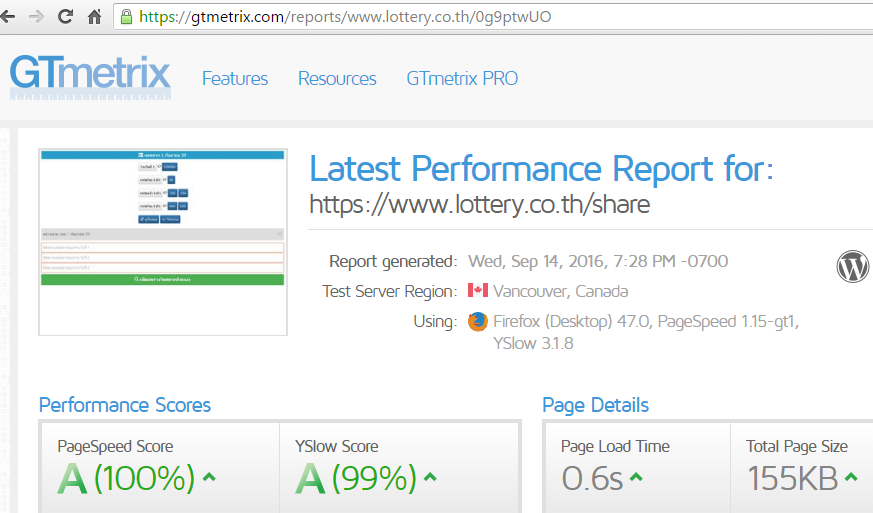 https://gtmetrix.com/reports/www.lottery.co.th/0g9ptwUO
GTmetrix
Features
Resources
GTmetrix PRO
Latest Performance Report for:
https://www.lottery.co.th/share
Report generated: Wed, Sep 14, 2016, 7:28 PM -0700
Test Server Region: Vancouver, Canada
Using: Firefox (Desktop) 47.0, PageSpeed 1.15-gt1,
YSlow 3.1.8
Performance Scores
PageSpeed Score
A (100%)
YSlow Score
A (99%)
Page Details
Page Load Time
0.6s
Total Page Size
155KB